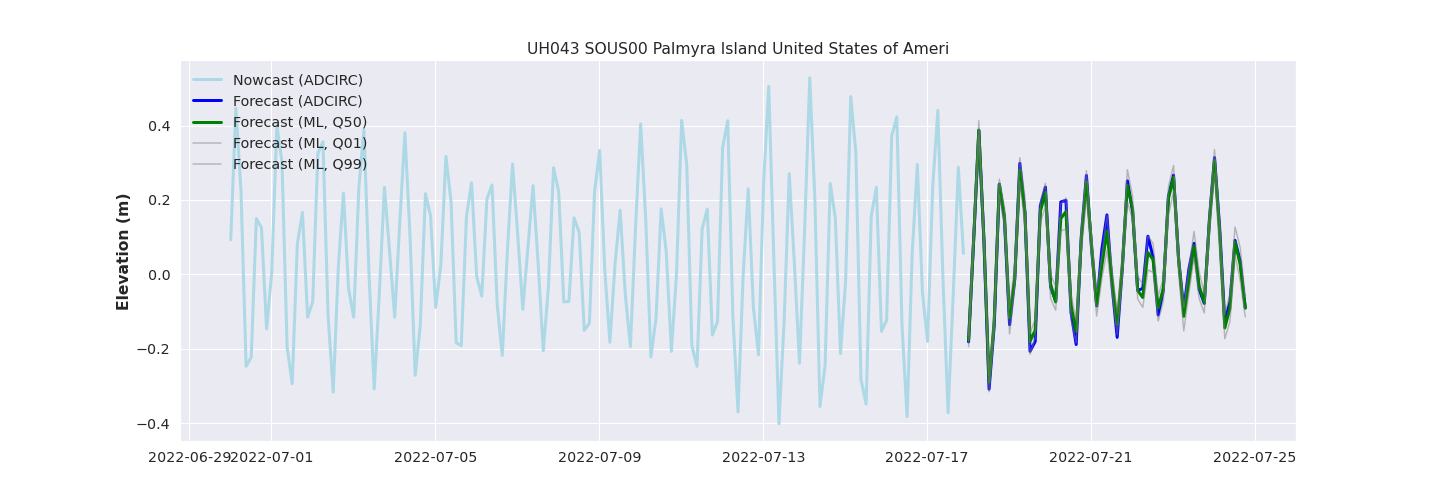 UH043 SOUS00 Palmyra Island United States of Ameri
Nowcast (ADCIRC)
Forecast (ADCIRC)
Forecast (ML, Q50)
Forecast (ML, Q01)
Forecast (ML, Q99)
Elevation (m)
0.4
0.2
0.0
−0.2
−0.4
2022-06-29 2022-07-01 2022-07-05 2022-07-09 2022-07-13 2022-07-17 2022-07-21 2022-07-25